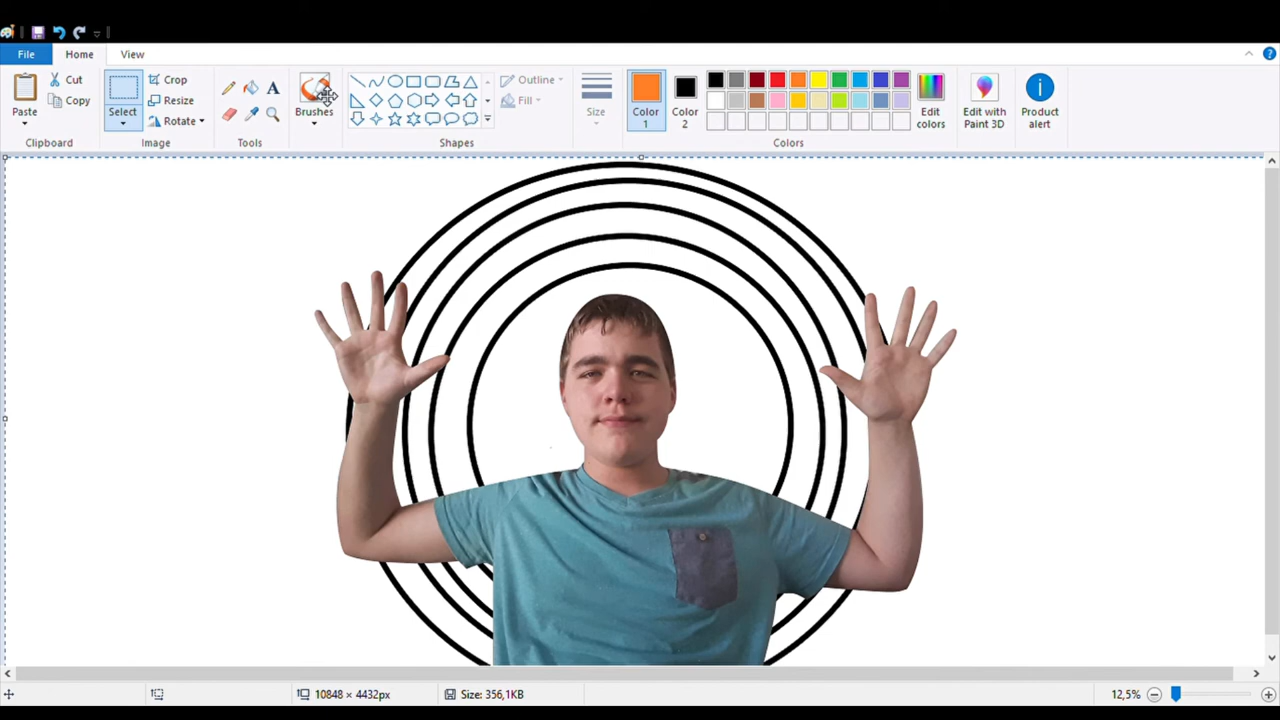 File Home View
Paste
Cut
Copy
Clipboard
Select
Crop
Resize
Rotate
Image
A
Tools
Brushes
Outline
Fill
Shapes
Size
Color
1
Color
2
Edit
colors
Colors
Edit with
Paint 3D
Product
alert
10848 × 4432px
Size: 356,1KB
12,5%